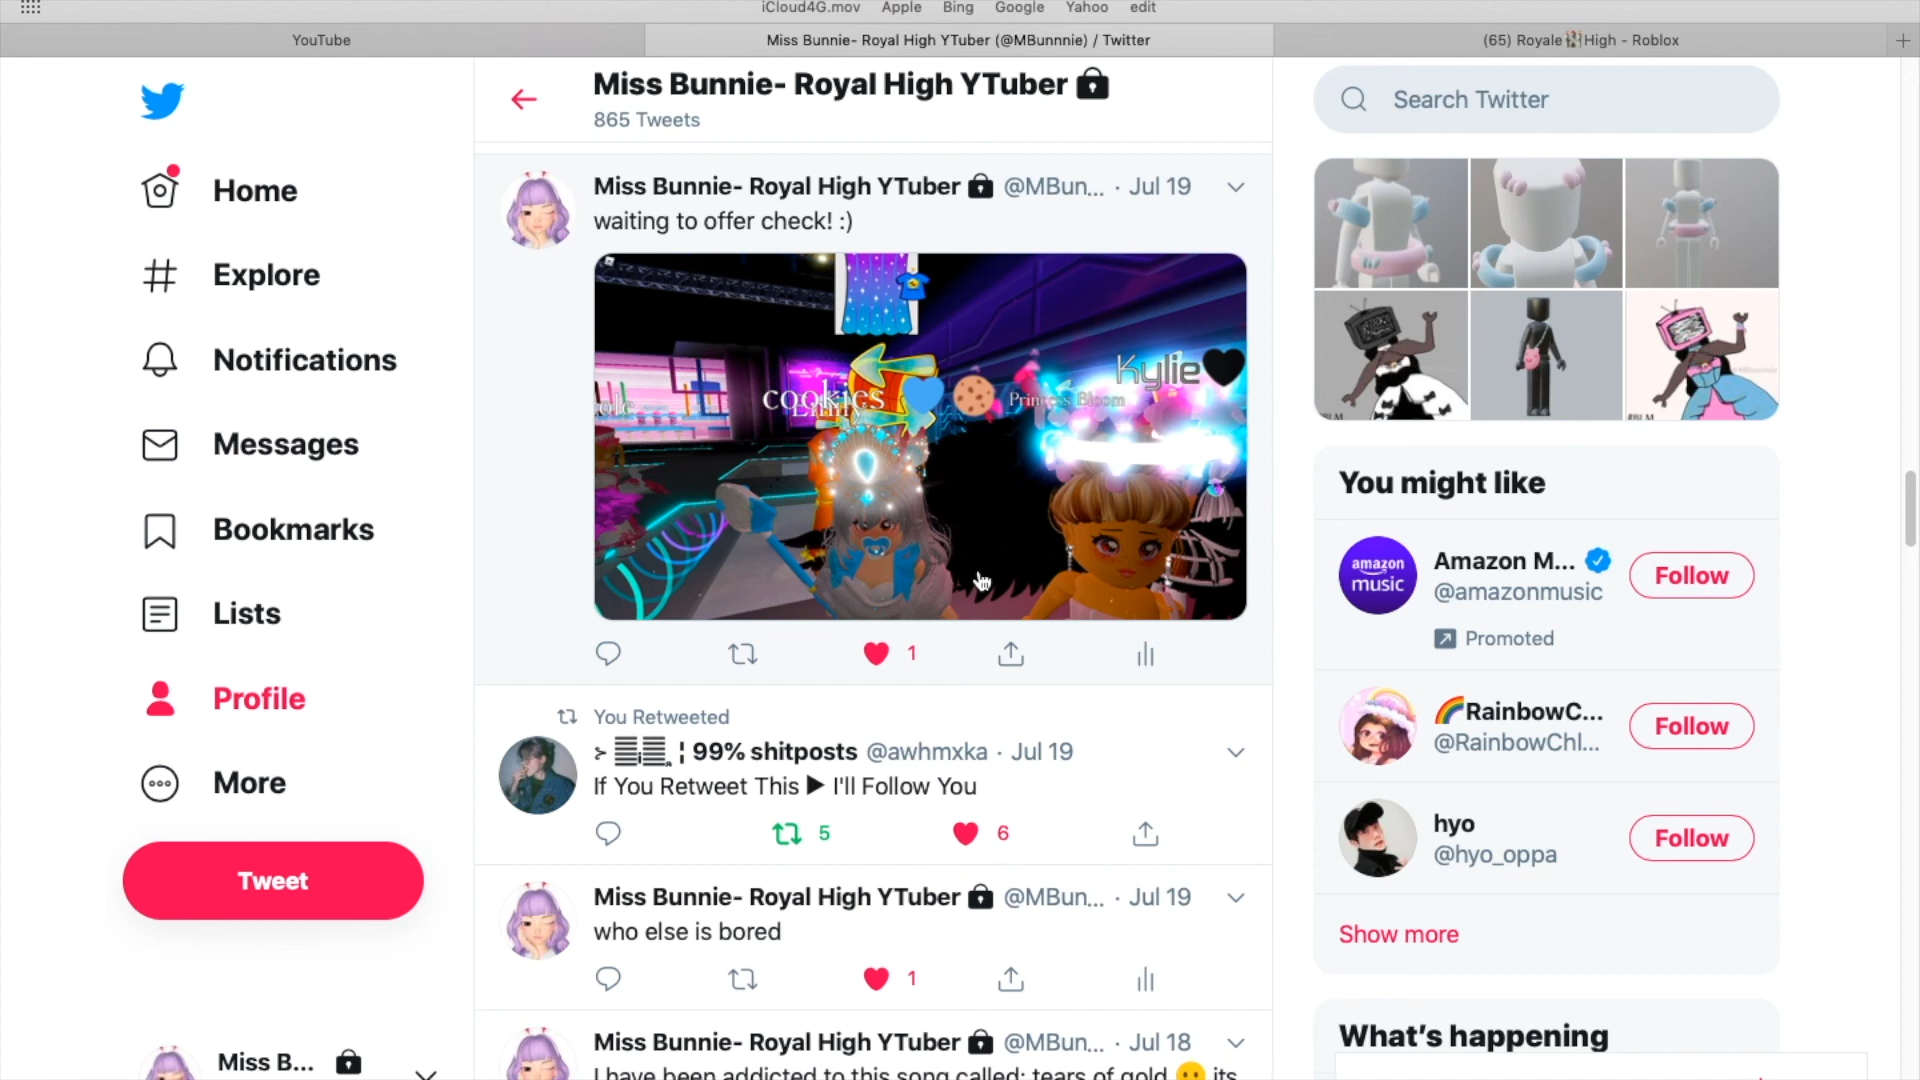 iCloud4G.mov Apple Bing Google Yahoo edit
YouTube
Miss Bunnie- Royal High YTuber (@MBunnnie) / Twitter
(65) Royale🏰High - Roblox
Home
Explore
Notifications
Messages
Bookmarks
Lists
Profile
More
Tweet
Miss B...
Miss Bunnie- Royal High YTuber
865 Tweets
Miss Bunnie- Royal High YTuber @MBun... · Jul 19
waiting to offer check! :)
cookies💙🍪
Princess Bloom
Kylie🖤
You Retweeted
¦ 99% shitposts @awhmxka · Jul 19
If You Retweet This ▶ I'll Follow You
5 6
Miss Bunnie- Royal High YTuber @MBun... · Jul 19
who else is bored
1
Miss Bunnie- Royal High YTuber @MBun... · Jul 18
I have been addicted to this song called: tears of gold 😶 its
Search Twitter
#BLM
You might like
amazon music
Amazon M...
@amazonmusic
Follow
Promoted
🌈RainbowC...
@RainbowChl...
Follow
hyo
@hyo_oppa
Follow
Show more
What's happening